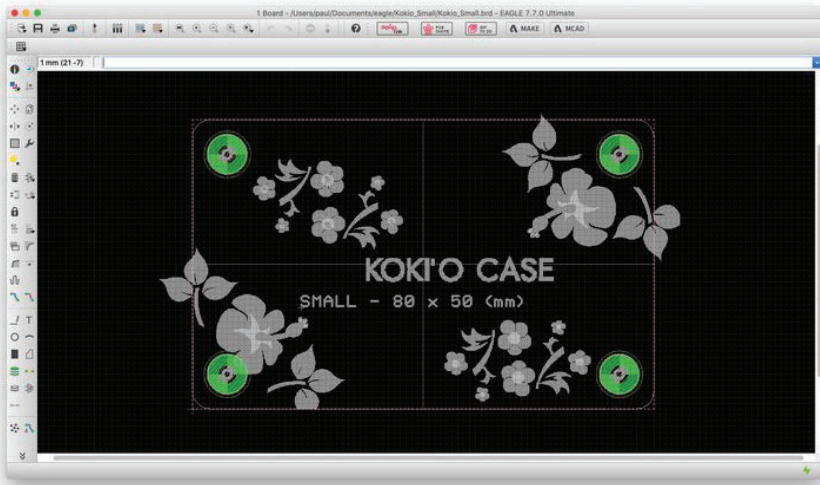 1 Board - /Users/paul/Documents/eagle/Kokio_Small/Kokio_Small.brd - EAGLE 7.7.0 Ultimate
MAKE MCAD
1 mm (21 -7)
KOKI'O CASE
SMALL - 80 x 50 (mm)